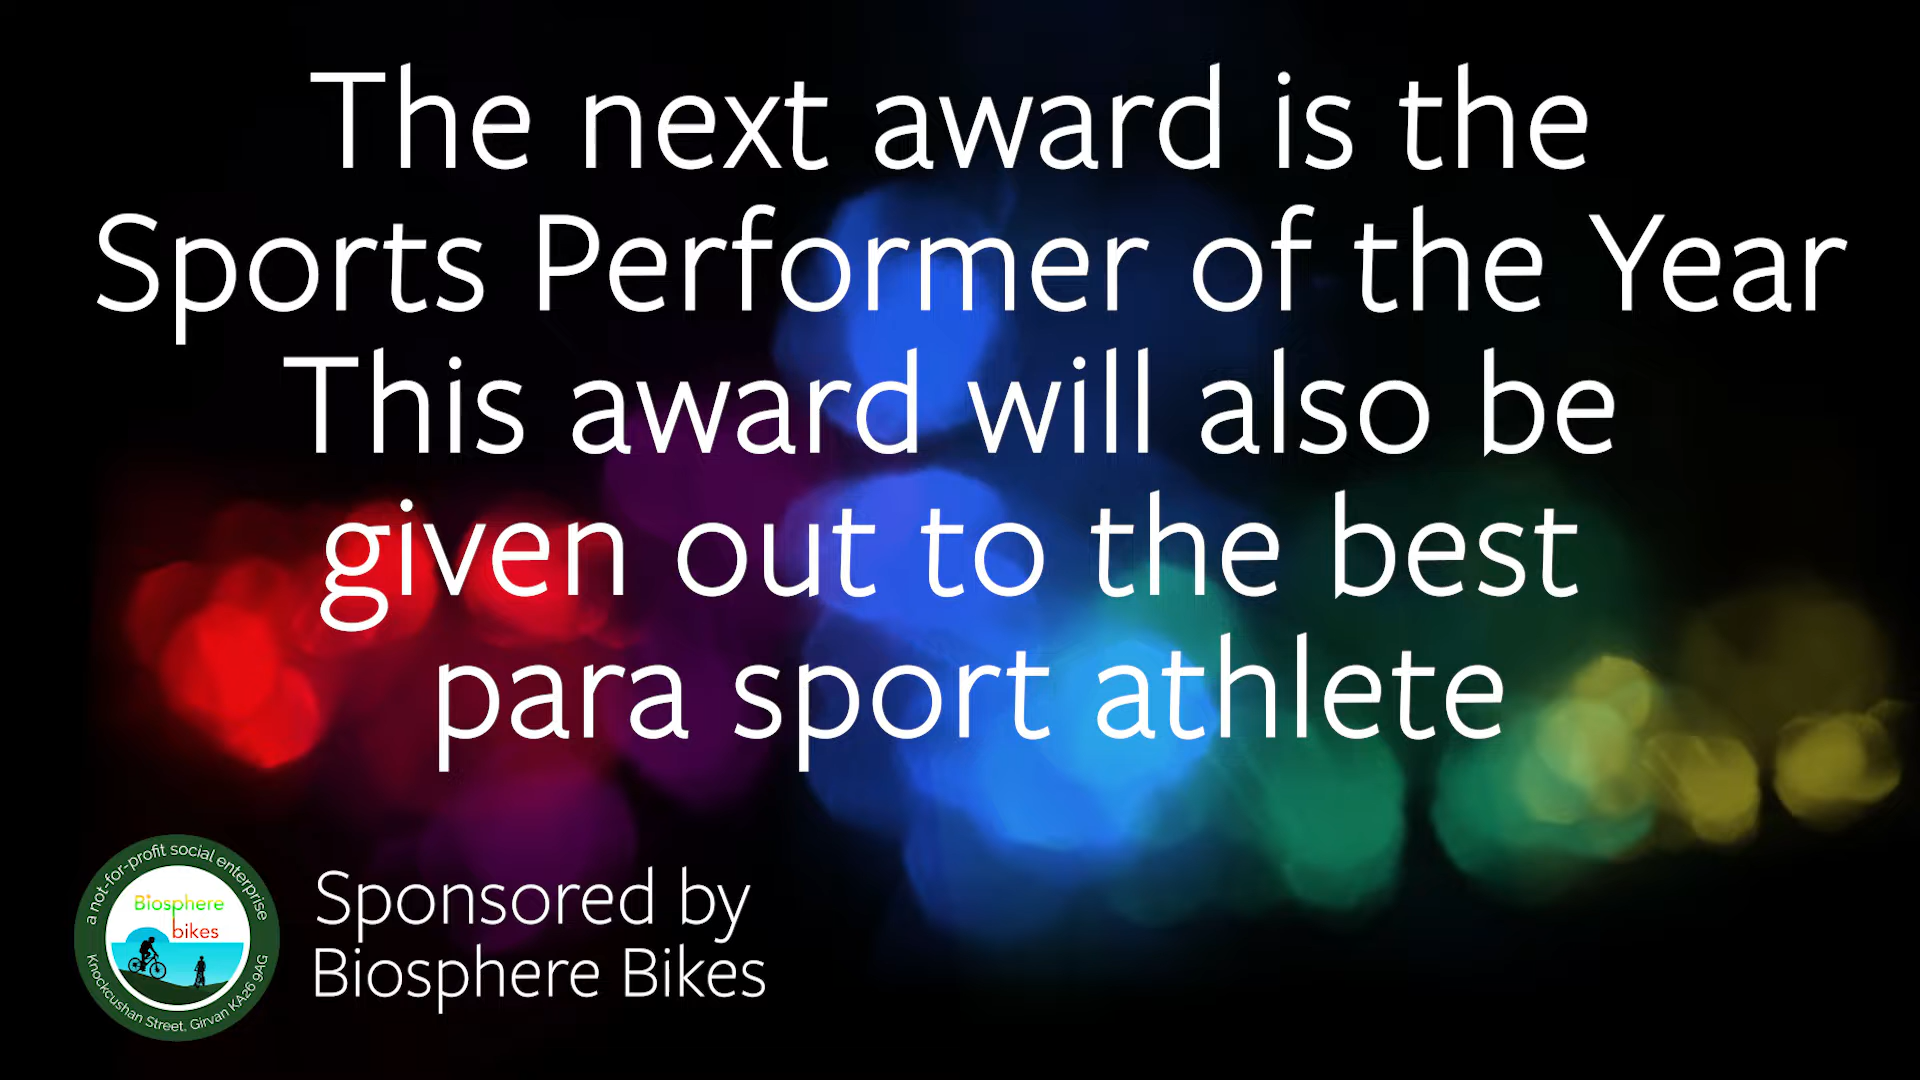 The next award is the
Sports Performer of the Year
This award will also be
given out to the best
para sport athlete
a not-for-profit social enterprise
Biosphere
bikes
Knockcushan Street, Girvan KA26 9AG
Sponsored by
Biosphere Bikes